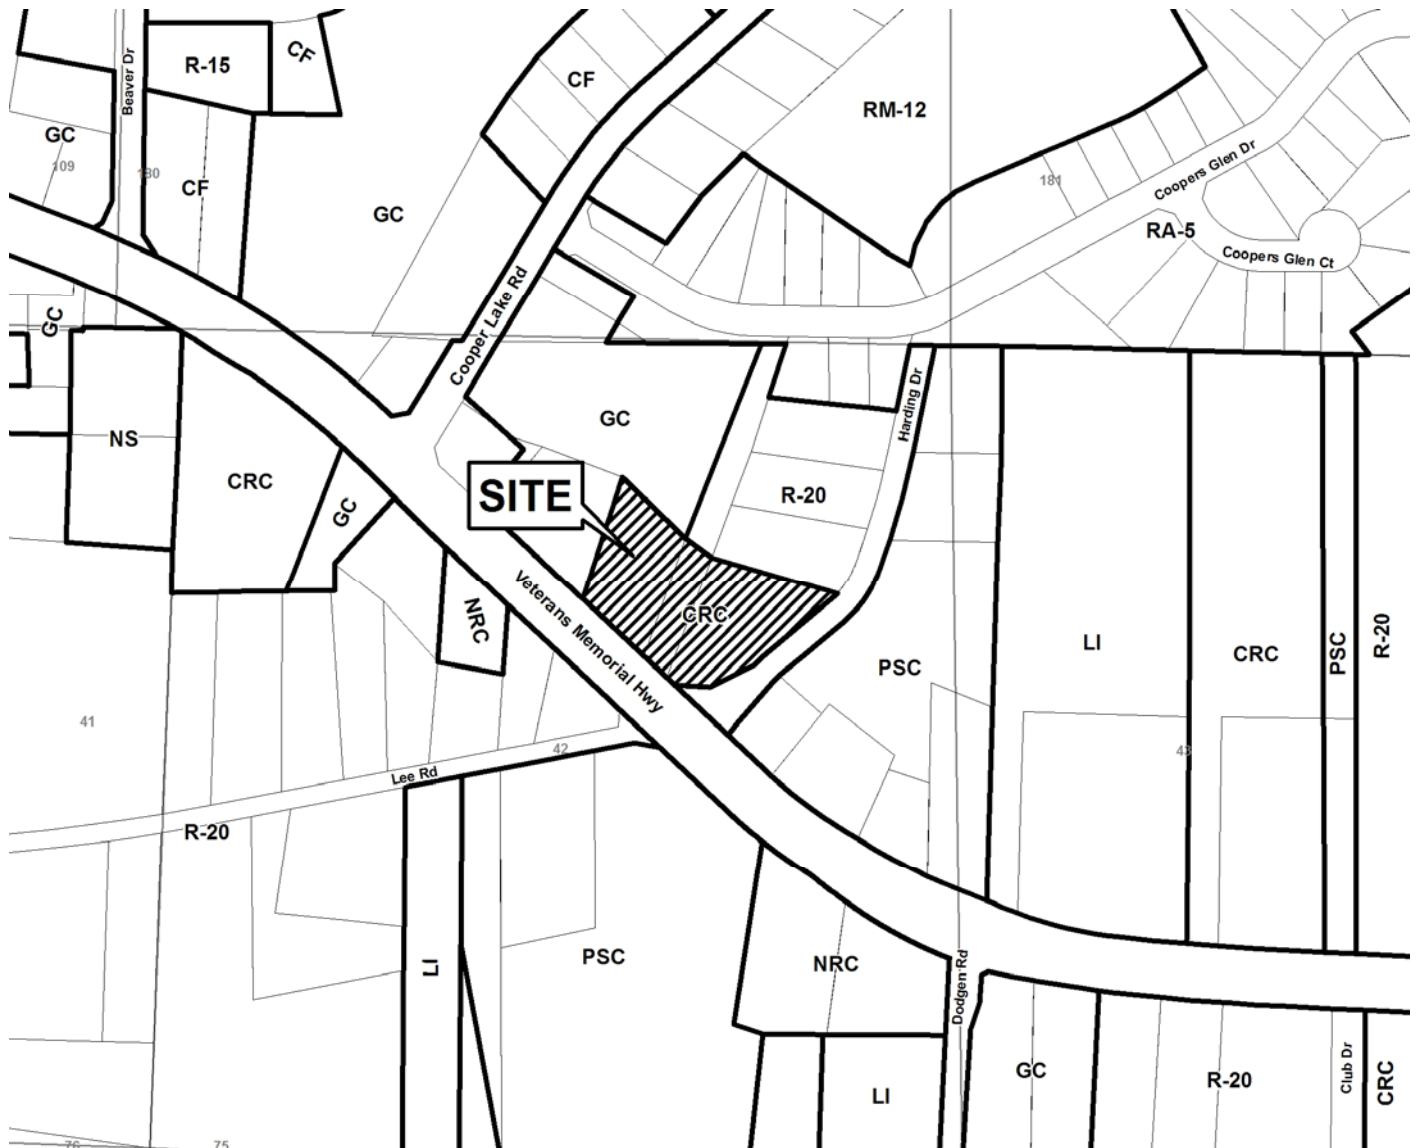 Beaver Dr
R-15
CF
CF
RM-12
GC
109
180
CF
GC
181
Coopers Glen Dr
RA-5
Coopers Glen Ct
Cooper Lake Rd
GC
GC
Harding Dr
NS
CRC
GC
SITE
R-20
NRC
Veterans Memorial Hwy
CRC
PSC
LI
CRC
PSC
R-20
41
42
43
Lee Rd
R-20
LI
PSC
NRC
Dodgen Rd
LI
GC
R-20
Club Dr
CRC
76
75